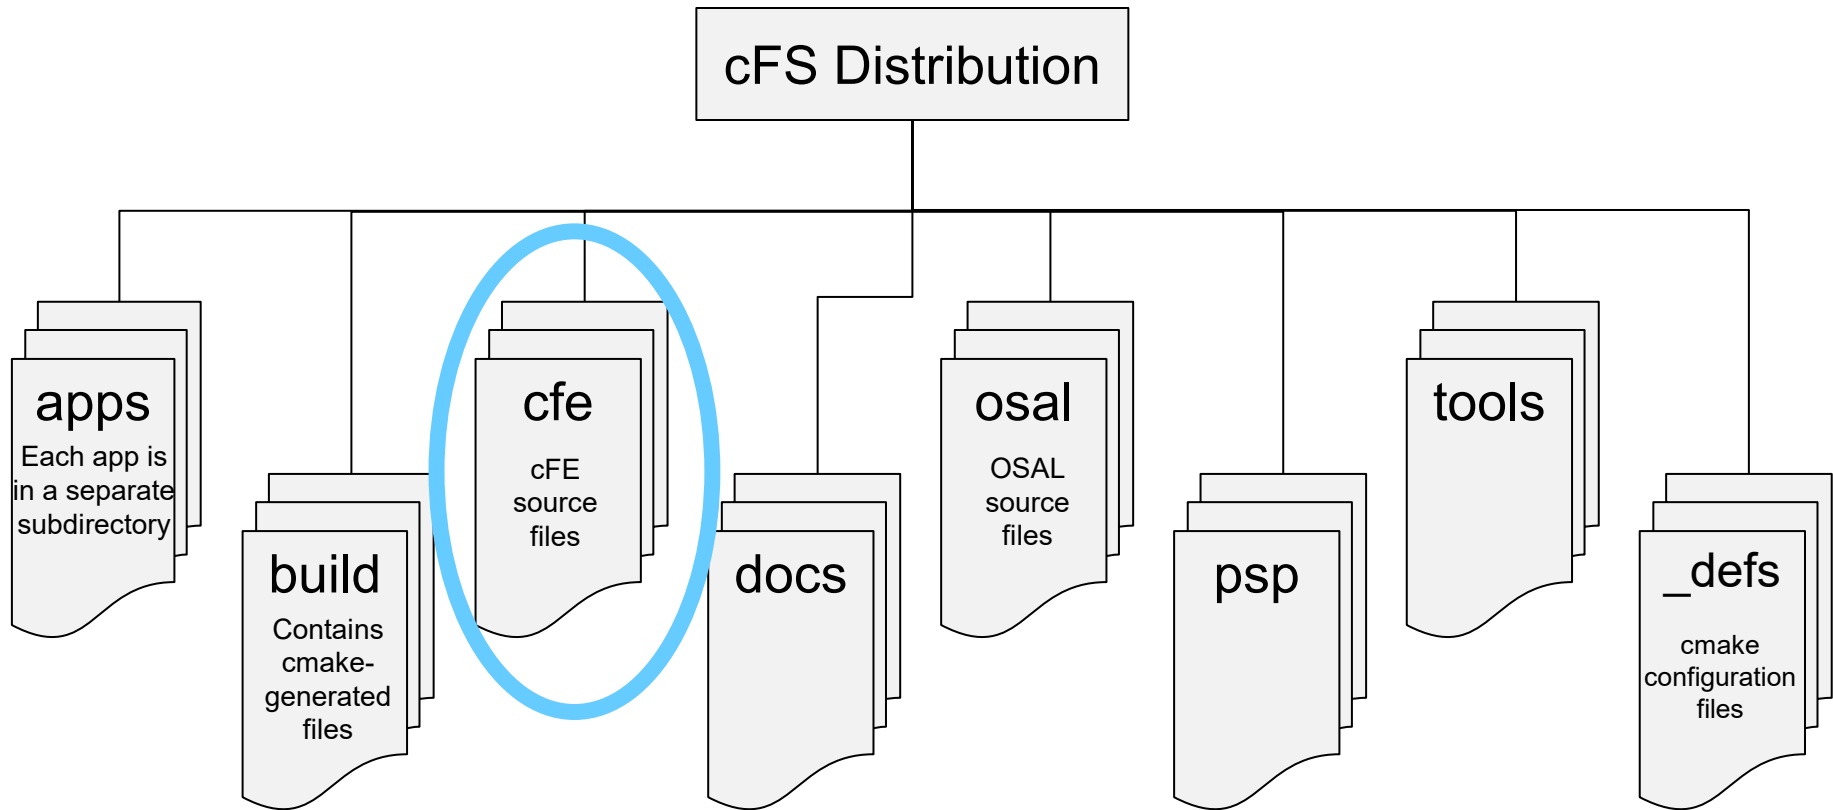 cFS Distribution
apps
Each app is
in a separate
subdirectory
build
Contains
cmake-
generated
files
cfe
cFE
source
files
docs
osal
OSAL
source
files
psp
tools
_defs
cmake
configuration
files